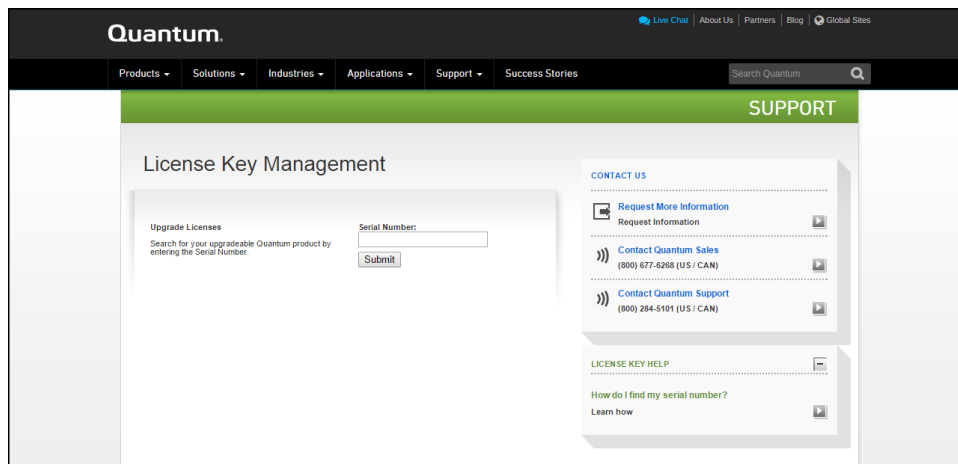 Live Chat | About Us | Partners | Blog | Global Sites
Quantum.
Products Solutions Industries Applications Support Success Stories Search Quantum
SUPPORT
License Key Management
Upgrade Licenses
Search for your upgradeable Quantum product by
entering the Serial Number.
Serial Number:
Submit
CONTACT US
Request More Information
Request Information
Contact Quantum Sales
(800) 677-6268 (US / CAN)
Contact Quantum Support
(800) 284-5101 (US / CAN)
LICENSE KEY HELP
How do I find my serial number?
Learn how